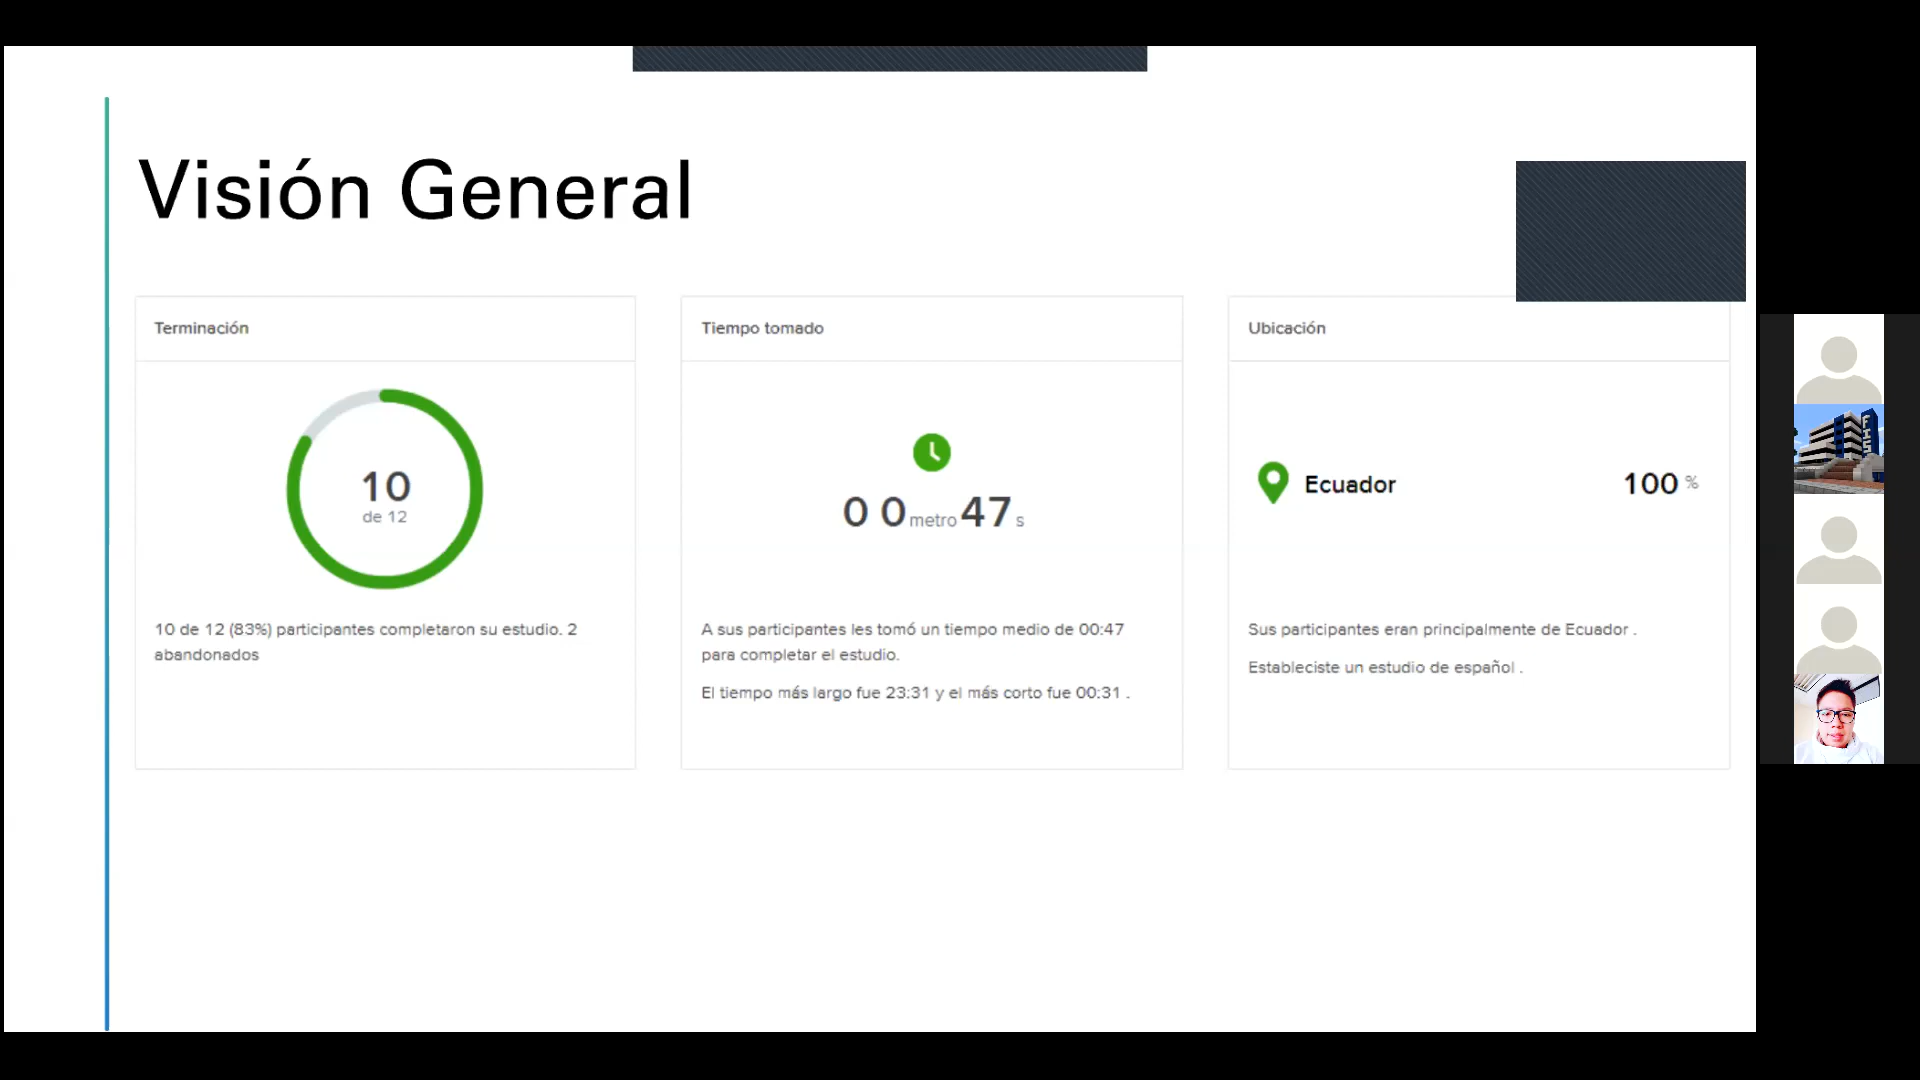 Visión General
Terminación
10
de 12
10 de 12 (83%) participantes completaron su estudio. 2
abandonados
Tiempo tomado
0 0 metro 47 s
A sus participantes les tomó un tiempo medio de 00:47
para completar el estudio.
El tiempo más largo fue 23:31 y el más corto fue 00:31 .
Ubicación
Ecuador 100 %
Sus participantes eran principalmente de Ecuador .
Estableciste un estudio de español .